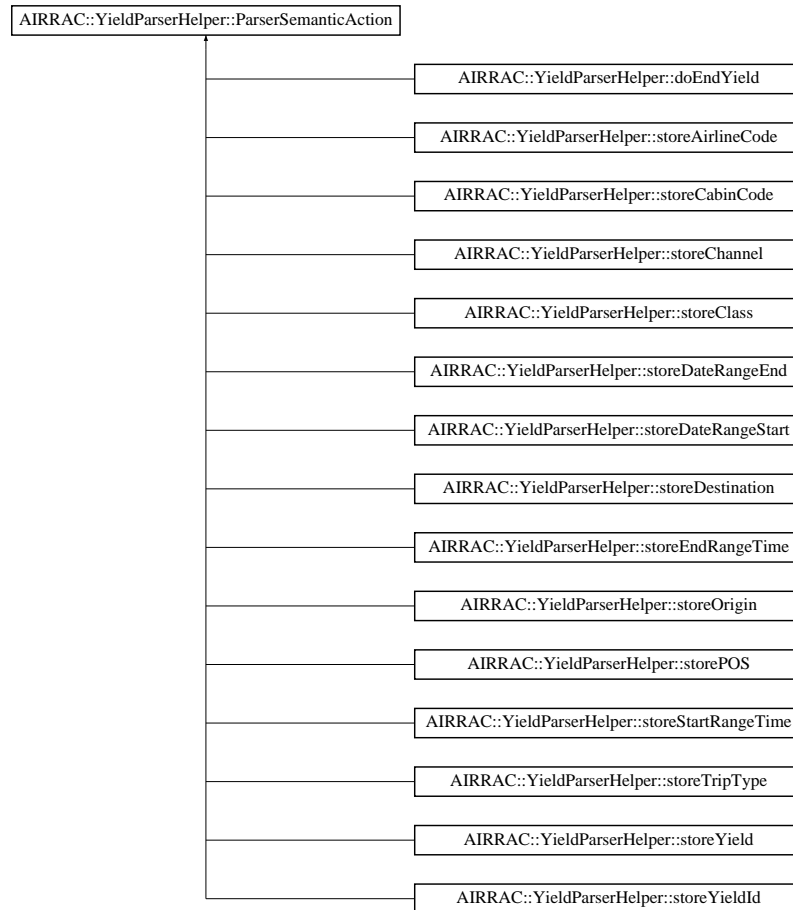 AIRRAC::YieldParserHelper::ParserSemanticAction
AIRRAC::YieldParserHelper::doEndYield
AIRRAC::YieldParserHelper::storeAirlineCode
AIRRAC::YieldParserHelper::storeCabinCode
AIRRAC::YieldParserHelper::storeChannel
AIRRAC::YieldParserHelper::storeClass
AIRRAC::YieldParserHelper::storeDateRangeEnd
AIRRAC::YieldParserHelper::storeDateRangeStart
AIRRAC::YieldParserHelper::storeDestination
AIRRAC::YieldParserHelper::storeEndRangeTime
AIRRAC::YieldParserHelper::storeOrigin
AIRRAC::YieldParserHelper::storePOS
AIRRAC::YieldParserHelper::storeStartRangeTime
AIRRAC::YieldParserHelper::storeTripType
AIRRAC::YieldParserHelper::storeYield
AIRRAC::YieldParserHelper::storeYieldId